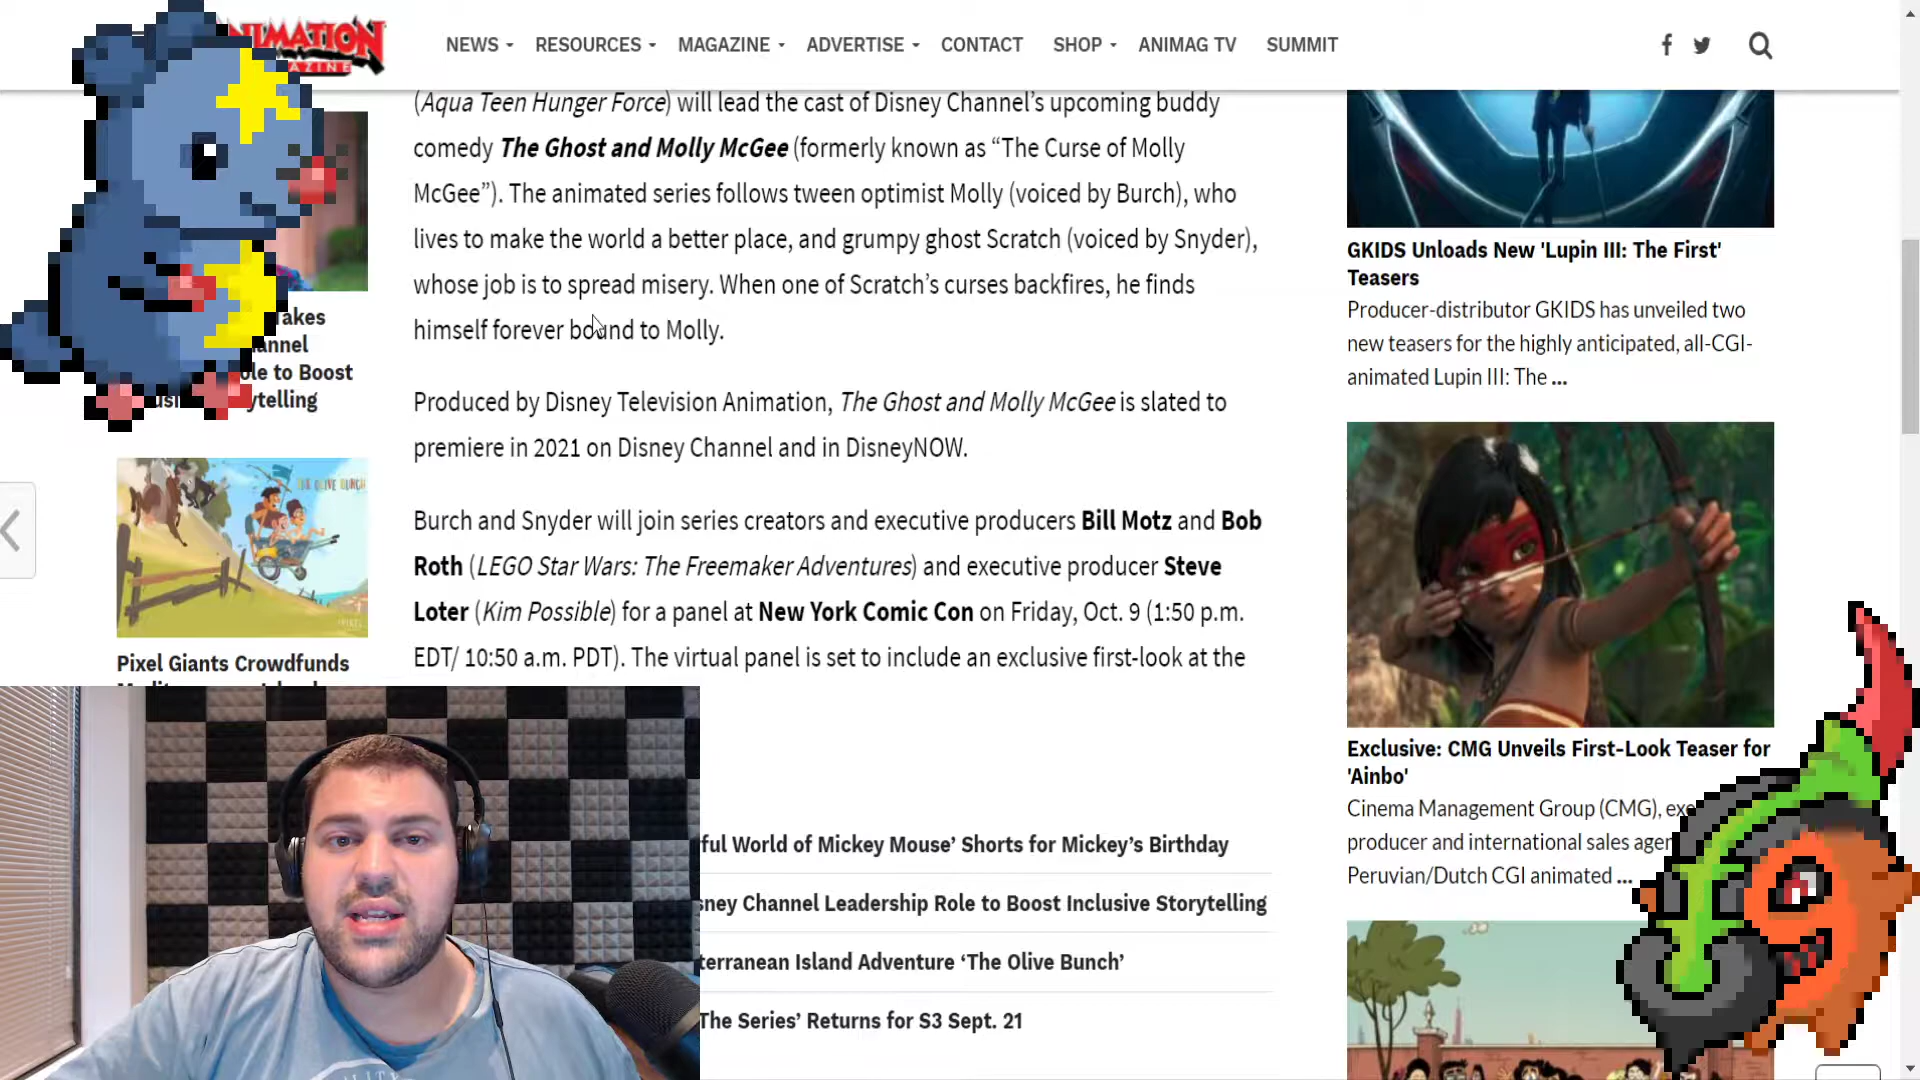 ANIMATION
MAGAZINE
NEWS RESOURCES MAGAZINE ADVERTISE CONTACT SHOP ANIMAG TV SUMMIT
(Aqua Teen Hunger Force) will lead the cast of Disney Channel’s upcoming buddy
comedy The Ghost and Molly McGee (formerly known as “The Curse of Molly
McGee”). The animated series follows tween optimist Molly (voiced by Burch), who
lives to make the world a better place, and grumpy ghost Scratch (voiced by Snyder),
whose job is to spread misery. When one of Scratch’s curses backfires, he finds
himself forever bound to Molly.
Produced by Disney Television Animation, The Ghost and Molly McGee is slated to
premiere in 2021 on Disney Channel and in DisneyNOW.
Burch and Snyder will join series creators and executive producers Bill Motz and Bob
Roth (LEGO Star Wars: The Freemaker Adventures) and executive producer Steve
Loter (Kim Possible) for a panel at New York Comic Con on Friday, Oct. 9 (1:50 p.m.
EDT/ 10:50 a.m. PDT). The virtual panel is set to include an exclusive first-look at the
ful World of Mickey Mouse’ Shorts for Mickey’s Birthday
sney Channel Leadership Role to Boost Inclusive Storytelling
terranean Island Adventure ‘The Olive Bunch’
The Series’ Returns for S3 Sept. 21
Takes
annel
ole to Boost
ytelling
THE OLIVE BUNCH
Pixel Giants Crowdfunds
GKIDS Unloads New 'Lupin III: The First'
Teasers
Producer-distributor GKIDS has unveiled two
new teasers for the highly anticipated, all-CGI-
animated Lupin III: The ...
Exclusive: CMG Unveils First-Look Teaser for
'Ainbo'
Cinema Management Group (CMG), exe
producer and international sales agen
Peruvian/Dutch CGI animated ...